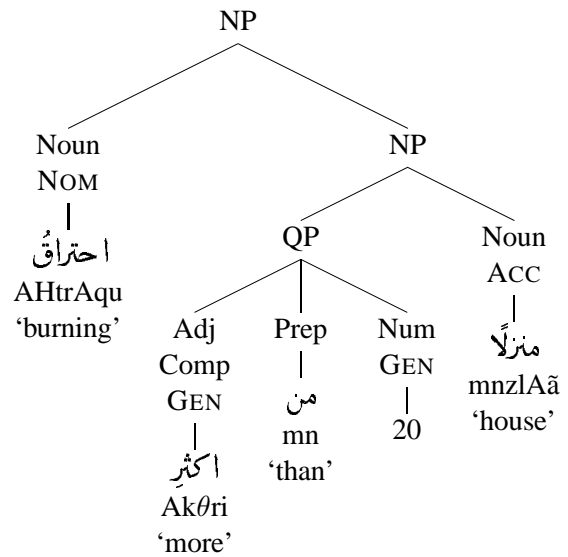 NP
Noun NP
NOM
احتراقُ QP Noun
AHtrAqu ACC
‘burning’ Adj Prep Num منزلًا
Comp GEN mnzlAã
GEN من 20 ‘house’
mn
اكثرِ ‘than’
Akθri
‘more’